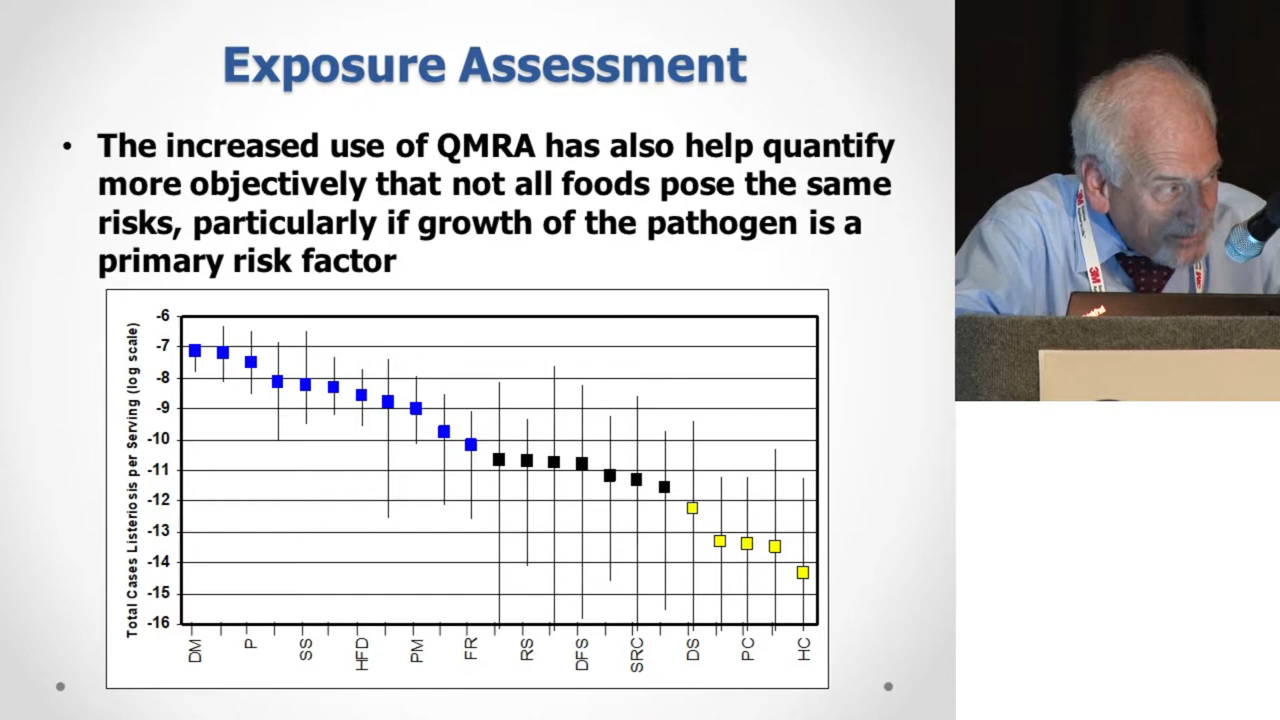 Exposure Assessment
• The increased use of QMRA has also help quantify
more objectively that not all foods pose the same
risks, particularly if growth of the pathogen is a
primary risk factor
Total Cases Listeriosis per Serving (log scale)
-6
-7
-8
-9
-10
-11
-12
-13
-14
-15
-16
DM
P
SS
HFD
PM
FR
RS
DFS
SRC
DS
PC
HC
3M
3M